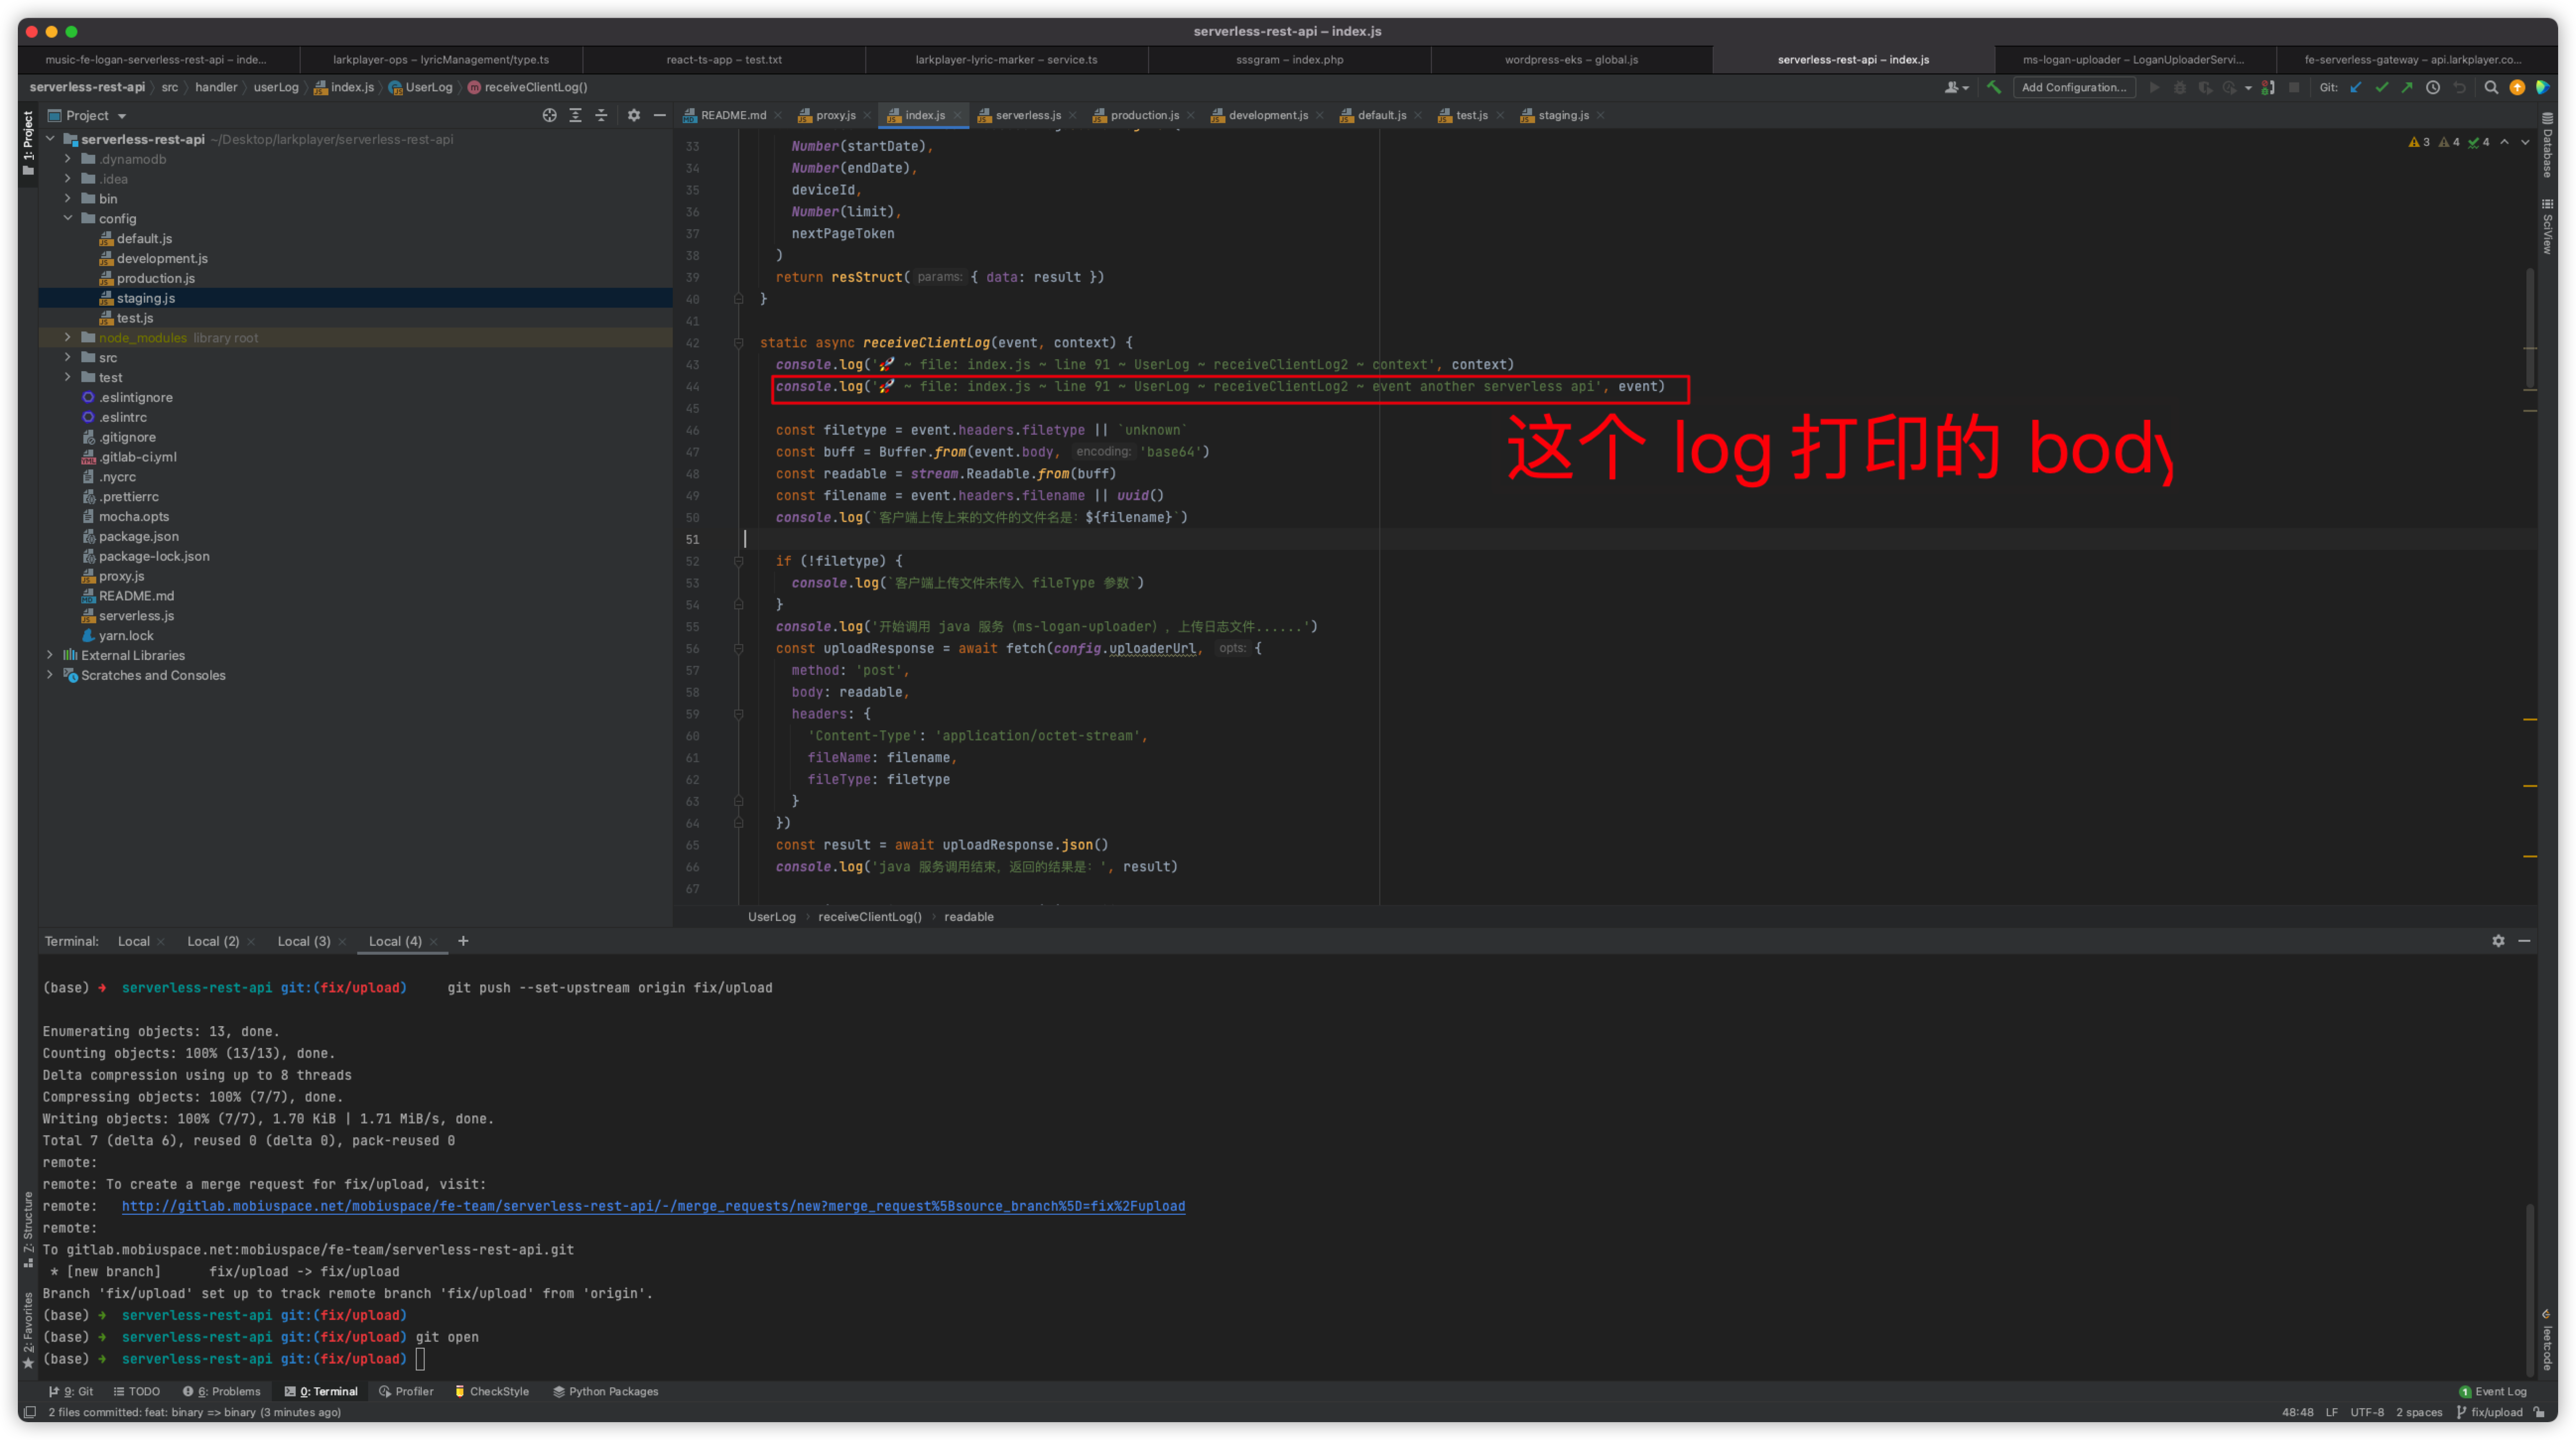 serverless-rest-api – index.js
music-fe-logan-serverless-rest-api – inde...
larkplayer-ops – lyricManagement/type.ts
react-ts-app – test.txt
larkplayer-lyric-marker – service.ts
sssgram – index.php
wordpress-eks – global.js
serverless-rest-api – index.js
ms-logan-uploader – LoganUploaderServi...
fe-serverless-gateway – api.larkplayer.co...
serverless-rest-api src handler userLog index.js UserLog receiveClientLog()
Add Configuration...
Git:
1: Project
Project
README.md
proxy.js
index.js
serverless.js
production.js
development.js
default.js
test.js
staging.js
Database
SciView
3 4 4
serverless-rest-api ~/Desktop/larkplayer/serverless-rest-api
.dynamodb
.idea
bin
config
default.js
development.js
production.js
staging.js
test.js
node_modules library root
src
test
.eslintignore
.eslintrc
.gitignore
.gitlab-ci.yml
.nycrc
.prettierrc
mocha.opts
package.json
package-lock.json
proxy.js
README.md
serverless.js
yarn.lock
External Libraries
Scratches and Consoles
33 Number(startDate),
34 Number(endDate),
35 deviceId,
36 Number(limit),
37 nextPageToken
38 )
39 return resStruct( params: { data: result })
40 }
41
42 static async receiveClientLog(event, context) {
43 console.log('🚀 ~ file: index.js ~ line 91 ~ UserLog ~ receiveClientLog2 ~ context', context)
44 console.log('🚀 ~ file: index.js ~ line 91 ~ UserLog ~ receiveClientLog2 ~ event another serverless api', event)
45
这个 log 打印的 body
46 const filetype = event.headers.filetype || `unknown`
47 const buff = Buffer.from(event.body, encoding: 'base64')
48 const readable = stream.Readable.from(buff)
49 const filename = event.headers.filename || uuid()
50 console.log(`客户端上传上来的文件的文件名是：${filename}`)
51
52 if (!filetype) {
53 console.log(`客户端上传文件未传入 fileType 参数`)
54 }
55 console.log('开始调用 java 服务（ms-logan-uploader），上传日志文件......')
56 const uploadResponse = await fetch(config.uploaderUrl, opts: {
57 method: 'post',
58 body: readable,
59 headers: {
60 'Content-Type': 'application/octet-stream',
61 fileName: filename,
62 fileType: filetype
63 }
64 })
65 const result = await uploadResponse.json()
66 console.log('java 服务调用结束，返回的结果是：', result)
67
UserLog receiveClientLog() readable
Terminal: Local Local (2) Local (3) Local (4) +
(base) ➜ serverless-rest-api git:(fix/upload) git push --set-upstream origin fix/upload
Enumerating objects: 13, done.
Counting objects: 100% (13/13), done.
Delta compression using up to 8 threads
Compressing objects: 100% (7/7), done.
Writing objects: 100% (7/7), 1.70 KiB | 1.71 MiB/s, done.
Total 7 (delta 6), reused 0 (delta 0), pack-reused 0
remote:
remote: To create a merge request for fix/upload, visit:
remote: http://gitlab.mobiuspace.net/mobiuspace/fe-team/serverless-rest-api/-/merge_requests/new?merge_request%5Bsource_branch%5D=fix%2Fupload
remote:
To gitlab.mobiuspace.net:mobiuspace/fe-team/serverless-rest-api.git
* [new branch] fix/upload -> fix/upload
Branch 'fix/upload' set up to track remote branch 'fix/upload' from 'origin'.
(base) ➜ serverless-rest-api git:(fix/upload)
(base) ➜ serverless-rest-api git:(fix/upload) git open
(base) ➜ serverless-rest-api git:(fix/upload)
7: Structure
2: Favorites
leetcode
9: Git TODO 6: Problems 0: Terminal Profiler CheckStyle Python Packages
1 Event Log
2 files committed: feat: binary => binary (3 minutes ago)
48:48 LF UTF-8 2 spaces fix/upload